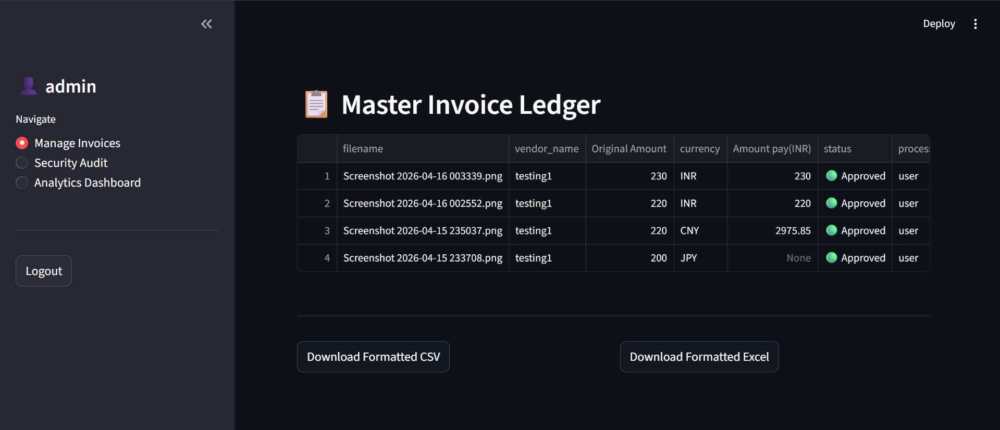 Deploy
admin
Navigate
Manage Invoices
Security Audit
Analytics Dashboard
Logout
Master Invoice Ledger
filename vendor_name Original Amount currency Amount pay(INR) status proces
1 Screenshot 2026-04-16 003339.png testing1 230 INR 230 Approved user
2 Screenshot 2026-04-16 002552.png testing1 220 INR 220 Approved user
3 Screenshot 2026-04-15 235037.png testing1 220 CNY 2975.85 Approved user
4 Screenshot 2026-04-15 233708.png testing1 200 JPY None Approved user
Download Formatted CSV Download Formatted Excel